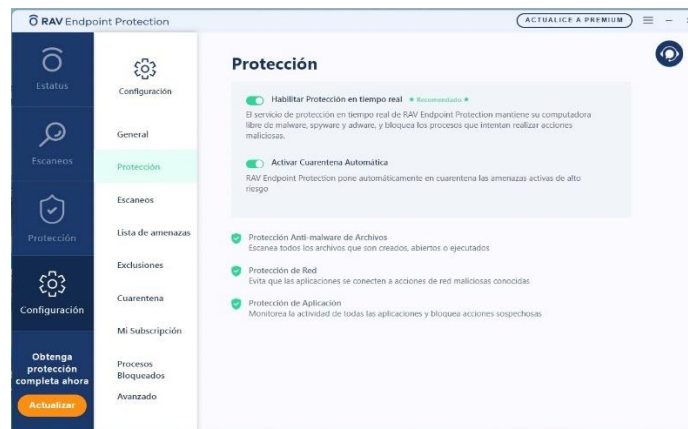 RAV Endpoint Protection
ACTUALICE A PREMIUM
Estatus
Escaneos
Protección
Configuración
Obtenga
protección
completa ahora
Actualizar
Configuración
General
Protección
Escaneos
Lista de amenazas
Exclusiones
Cuarentena
Mi Subscripción
Procesos
Bloqueados
Avanzado
Protección
Habilitar Protección en tiempo real • Recomendado •
El servicio de protección en tiempo real de RAV Endpoint Protection mantiene su computadora
libre de malware, spyware y adware, y bloquea los procesos que intentan realizar acciones
maliciosas.
Activar Cuarentena Automática
RAV Endpoint Protection pone automáticamente en cuarentena las amenazas activas de alto
riesgo
Protección Anti-malware de Archivos
Escanea todos los archivos que son creados, abiertos o ejecutados
Protección de Red
Evita que las aplicaciones se conecten a acciones de red maliciosas conocidas
Protección de Aplicación
Monitorea la actividad de todas las aplicaciones y bloquea acciones sospechosas